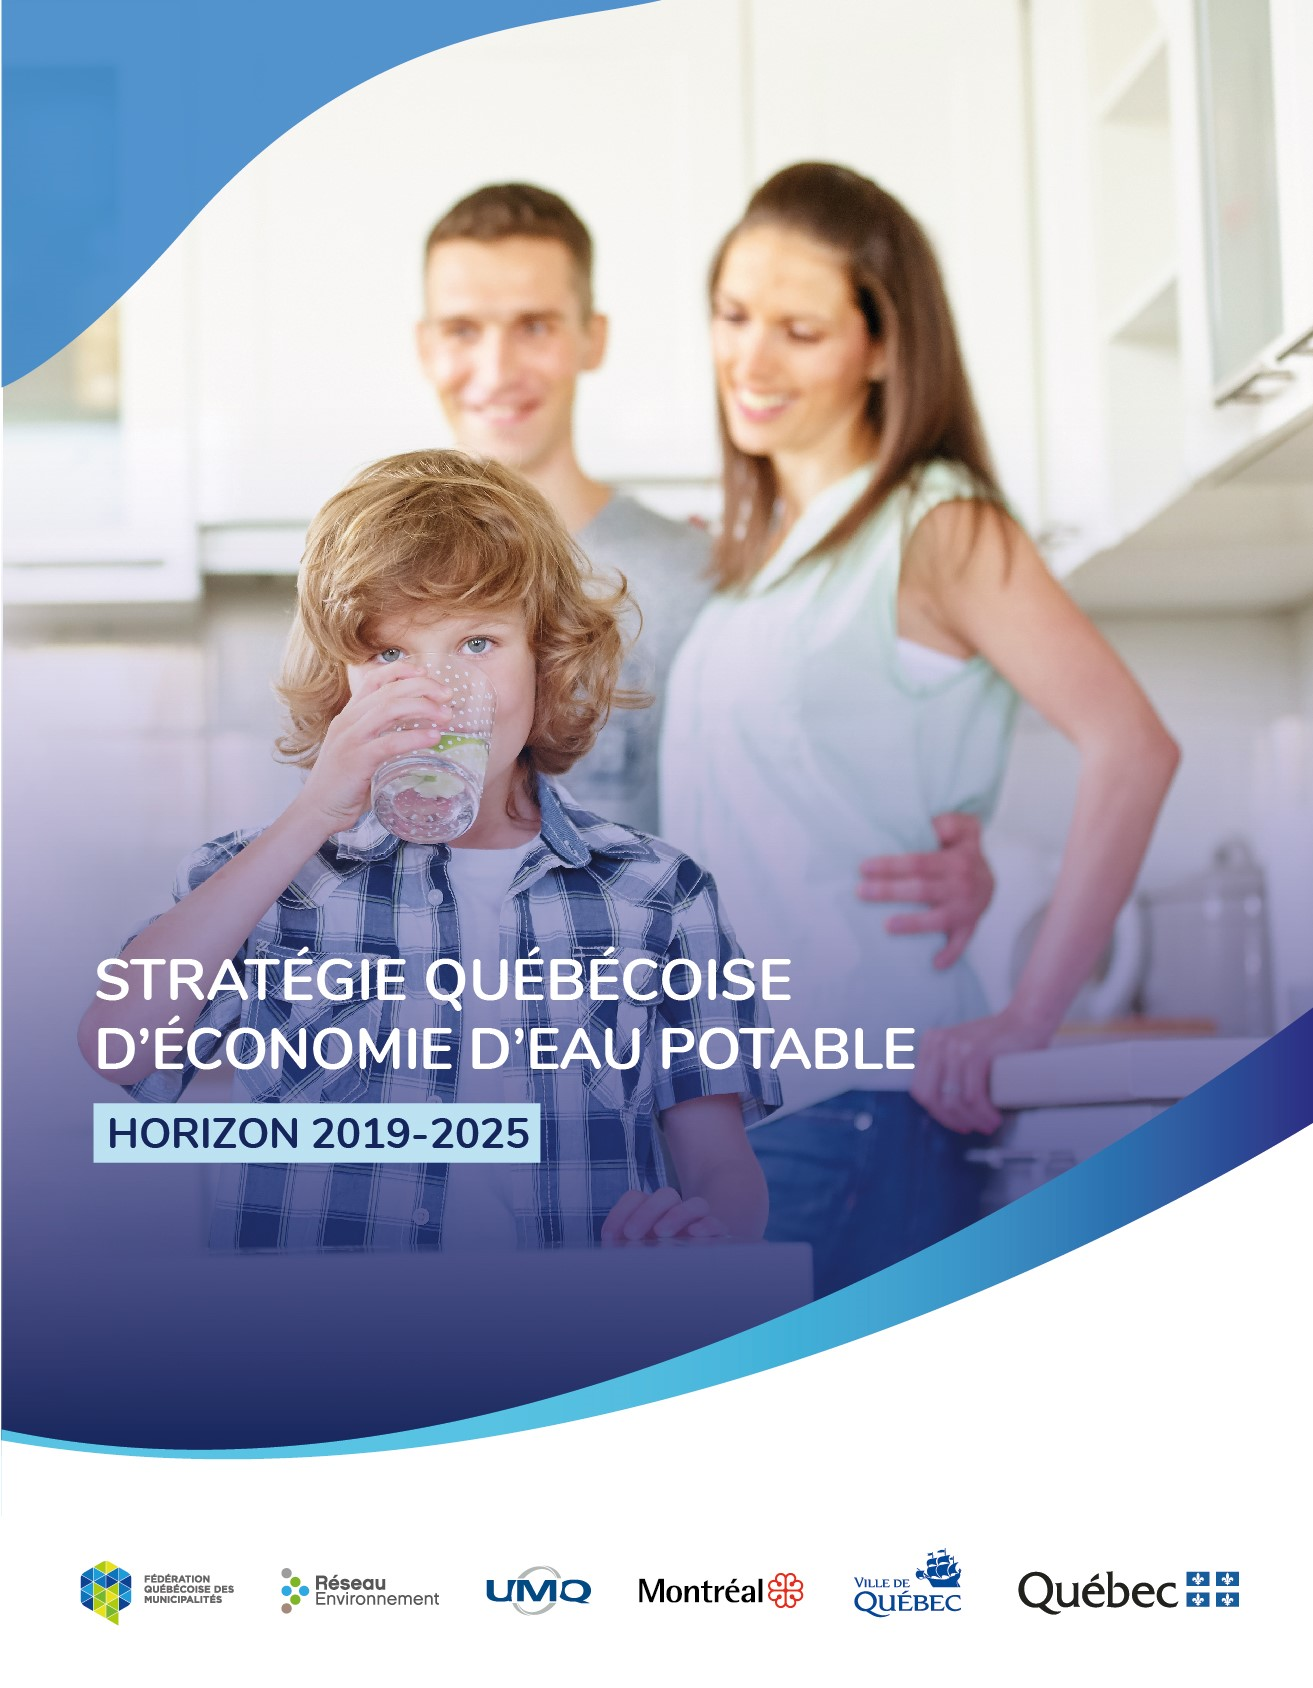 STRATÉGIE QUÉBÉCOISE
D'ÉCONOMIE D'EAU POTABLE
HORIZON 2019-2025
FÉDÉRATION
QUÉBÉCOISE DES
MUNICIPALITÉS
Réseau
Environnement
UMQ
Montréal
VILLE DE
QUÉBEC
Québec